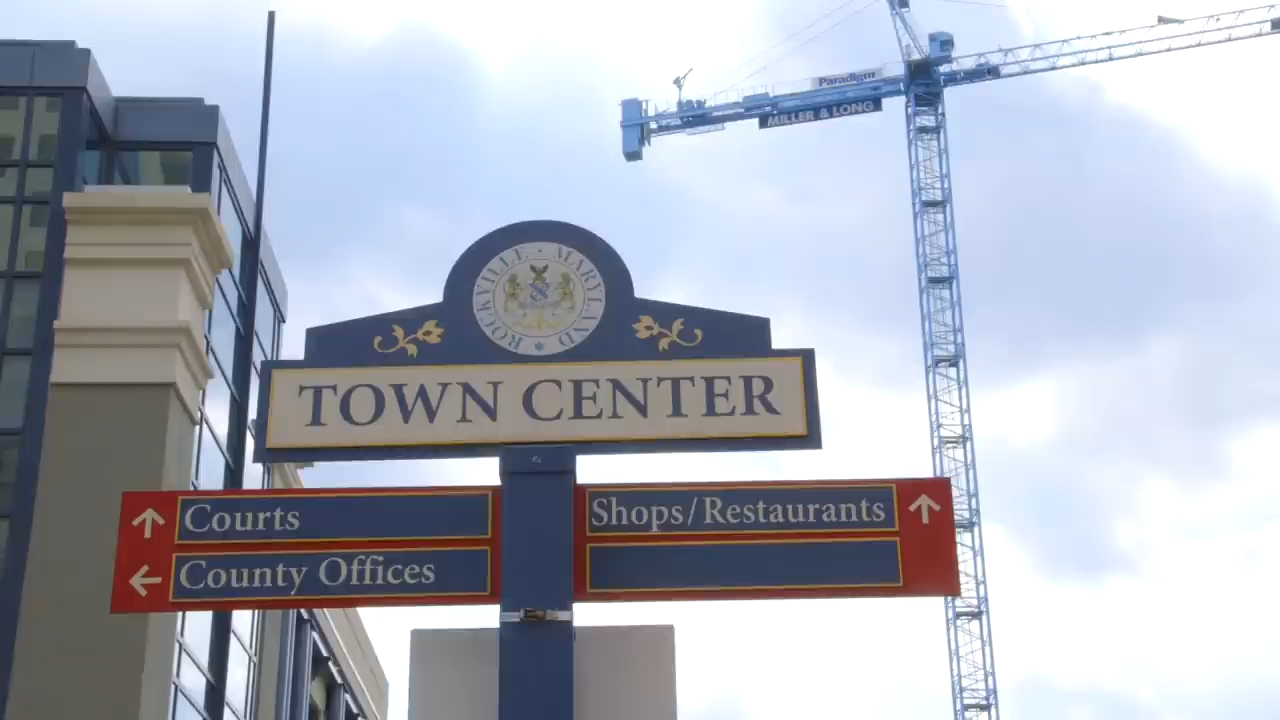 Paradigm
MILLER & LONG
ROCKVILLE · MARYLAND
TOWN CENTER
Courts
County Offices
Shops/Restaurants